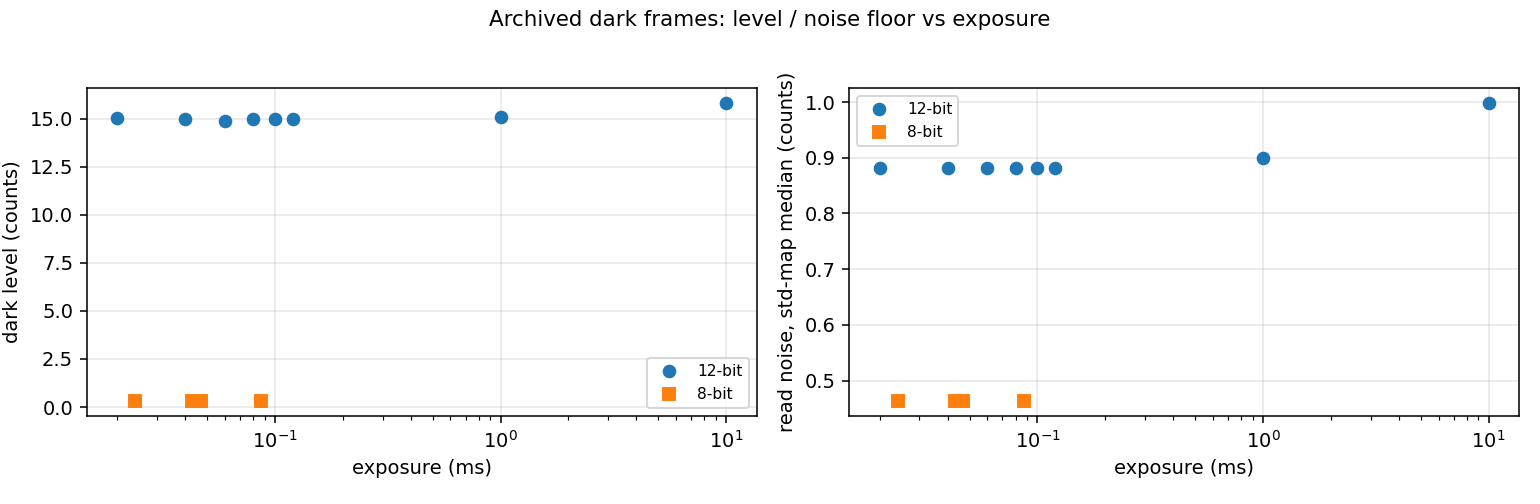 Archived dark frames: level / noise floor vs exposure
dark level (counts)
15.0
12.5
10.0
7.5
5.0
2.5
0.0
12-bit
8-bit
10⁻¹
10⁰
10¹
exposure (ms)
read noise, std-map median (counts)
1.0
0.9
0.8
0.7
0.6
0.5
12-bit
8-bit
10⁻¹
10⁰
10¹
exposure (ms)